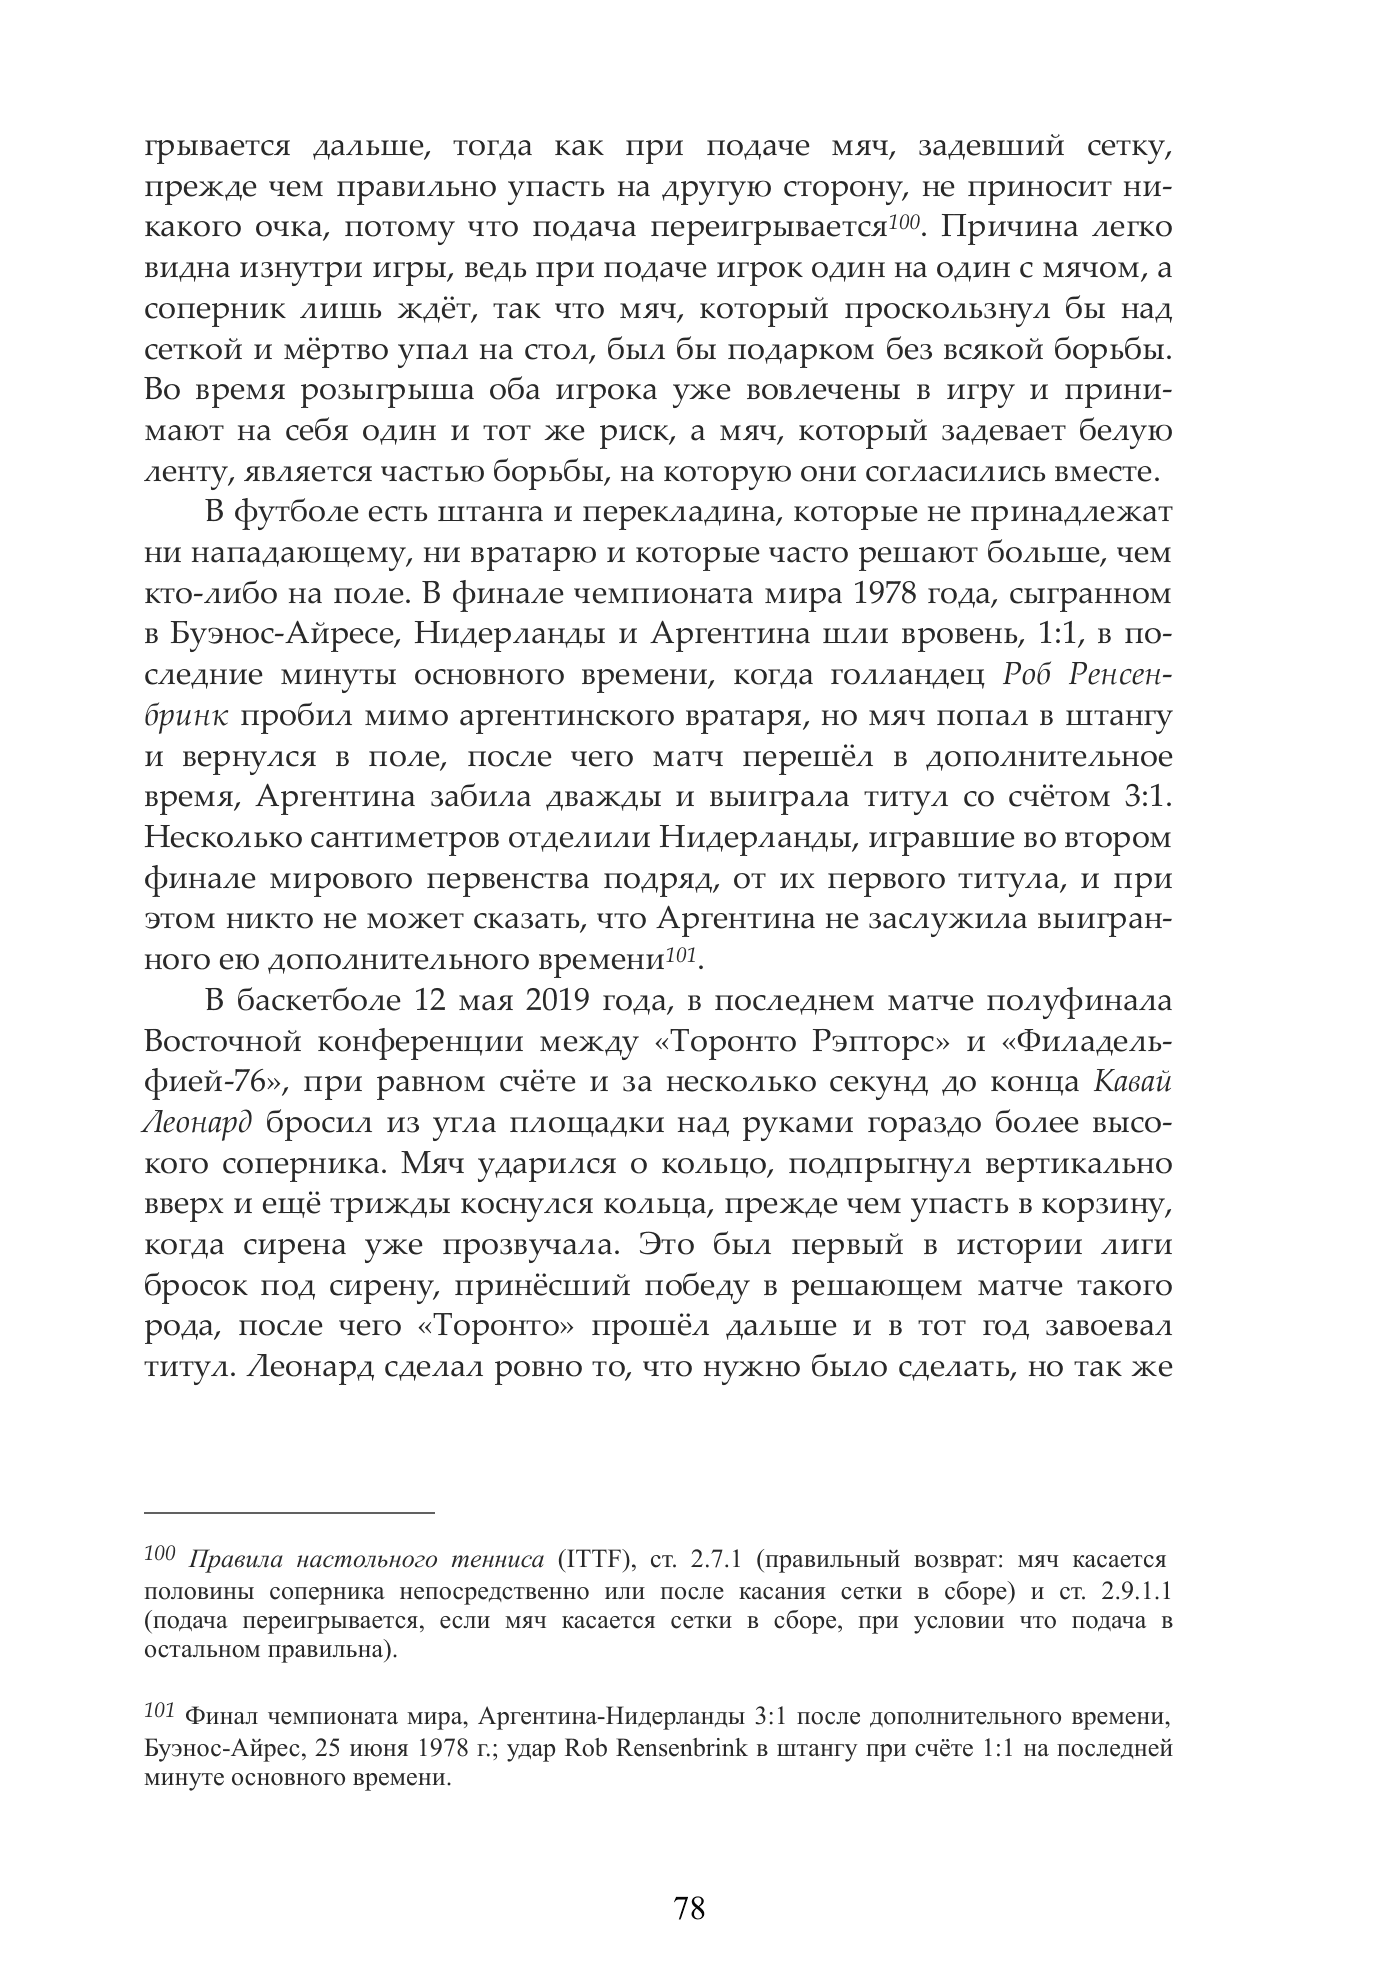 грывается дальше, тогда как при подаче мяч, задевший сетку,
прежде чем правильно упасть на другую сторону, не приносит ни-
какого очка, потому что подача переигрывается100. Причина легко
видна изнутри игры, ведь при подаче игрок один на один с мячом, а
соперник лишь ждёт, так что мяч, который проскользнул бы над
сеткой и мёртво упал на стол, был бы подарком без всякой борьбы.
Во время розыгрыша оба игрока уже вовлечены в игру и прини-
мают на себя один и тот же риск, а мяч, который задевает белую
ленту, является частью борьбы, на которую они согласились вместе.
В футболе есть штанга и перекладина, которые не принадлежат
ни нападающему, ни вратарю и которые часто решают больше, чем
кто-либо на поле. В финале чемпионата мира 1978 года, сыгранном
в Буэнос-Айресе, Нидерланды и Аргентина шли вровень, 1:1, в по-
следние минуты основного времени, когда голландец Роб Ренсен-
бринк пробил мимо аргентинского вратаря, но мяч попал в штангу
и вернулся в поле, после чего матч перешёл в дополнительное
время, Аргентина забила дважды и выиграла титул со счётом 3:1.
Несколько сантиметров отделили Нидерланды, игравшие во втором
финале мирового первенства подряд, от их первого титула, и при
этом никто не может сказать, что Аргентина не заслужила выигран-
ного ею дополнительного времени101.
В баскетболе 12 мая 2019 года, в последнем матче полуфинала
Восточной конференции между «Торонто Рэпторс» и «Филадель-
фией-76», при равном счёте и за несколько секунд до конца Кавай
Леонард бросил из угла площадки над руками гораздо более высо-
кого соперника. Мяч ударился о кольцо, подпрыгнул вертикально
вверх и ещё трижды коснулся кольца, прежде чем упасть в корзину,
когда сирена уже прозвучала. Это был первый в истории лиги
бросок под сирену, принёсший победу в решающем матче такого
рода, после чего «Торонто» прошёл дальше и в тот год завоевал
титул. Леонард сделал ровно то, что нужно было сделать, но так же
100 Правила настольного тенниса (ITTF), ст. 2.7.1 (правильный возврат: мяч касается
половины соперника непосредственно или после касания сетки в сборе) и ст. 2.9.1.1
(подача переигрывается, если мяч касается сетки в сборе, при условии что подача в
остальном правильна).
101 Финал чемпионата мира, Аргентина-Нидерланды 3:1 после дополнительного времени,
Буэнос-Айрес, 25 июня 1978 г.; удар Rob Rensenbrink в штангу при счёте 1:1 на последней
минуте основного времени.
78